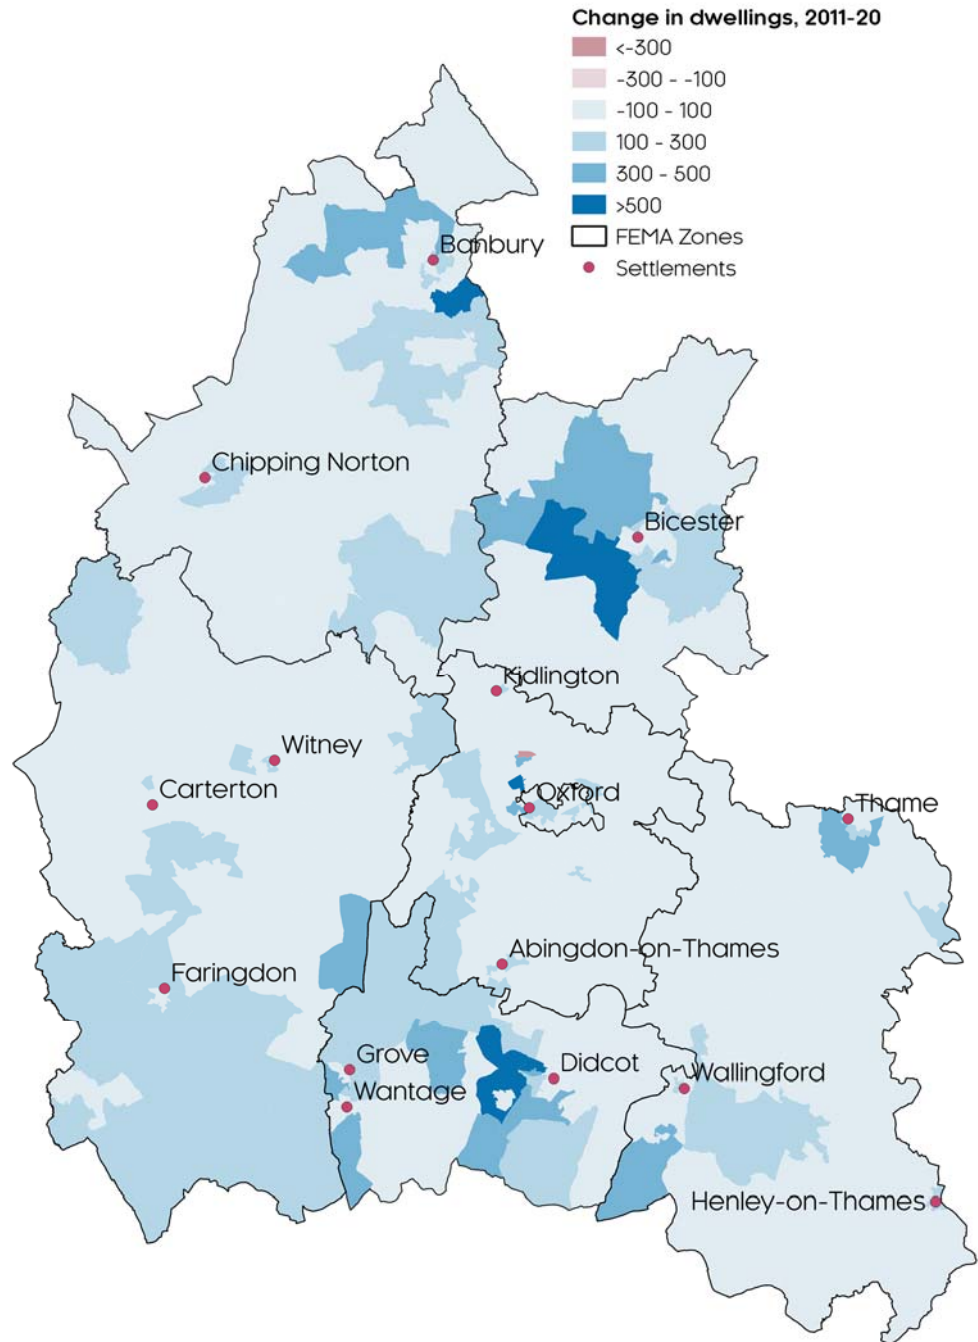 Change in dwellings, 2011-20
<-300
-300 - -100
-100 - 100
100 - 300
300 - 500
>500
FEMA Zones
Settlements
Banbury
Chipping Norton
Bicester
Kidlington
Witney
Carterton
Oxford
Thame
Abingdon-on-Thames
Faringdon
Grove
Didcot
Wantage
Wallingford
Henley-on-Thames